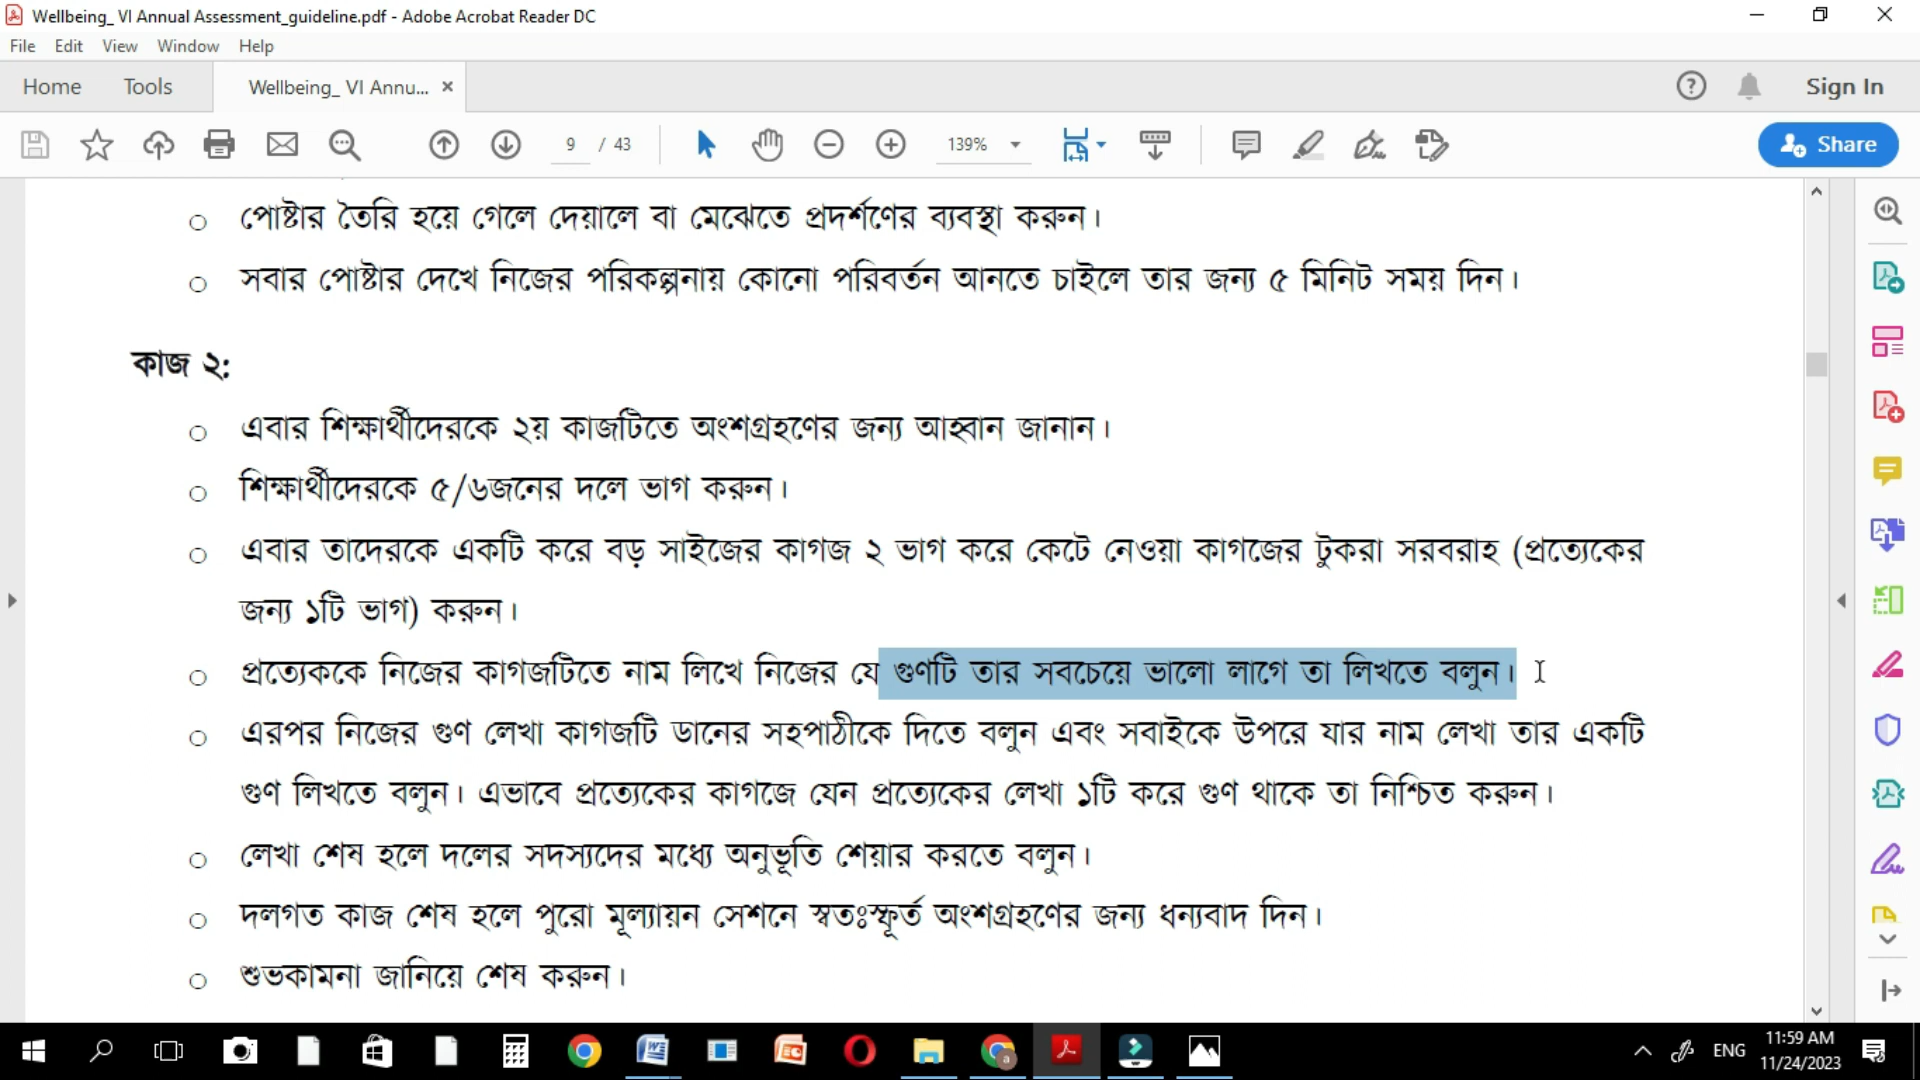 Wellbeing_ VI Annual Assessment_guideline.pdf - Adobe Acrobat Reader DC
File Edit View Window Help
Home Tools Wellbeing_ VI Annu... × Sign In
9 / 43 139% Share
পোষ্টার তৈরি হয়ে গেলে দেয়ালে বা মেঝেতে প্রদর্শণের ব্যবস্থা করুন।
সবার পোষ্টার দেখে নিজের পরিকল্পনায় কোনো পরিবর্তন আনতে চাইলে তার জন্য ৫ মিনিট সময় দিন।
কাজ ২:
এবার শিক্ষার্থীদেরকে ২য় কাজটিতে অংশগ্রহণের জন্য আহ্বান জানান।
শিক্ষার্থীদেরকে ৫/৬জনের দলে ভাগ করুন।
এবার তাদেরকে একটি করে বড় সাইজের কাগজ ২ ভাগ করে কেটে নেওয়া কাগজের টুকরা সরবরাহ (প্রত্যেকের
জন্য ১টি ভাগ) করুন।
প্রত্যেককে নিজের কাগজটিতে নাম লিখে নিজের যে গুণটি তার সবচেয়ে ভালো লাগে তা লিখতে বলুন।
এরপর নিজের গুণ লেখা কাগজটি ডানের সহপাঠীকে দিতে বলুন এবং সবাইকে উপরে যার নাম লেখা তার একটি
গুণ লিখতে বলুন। এভাবে প্রত্যেকের কাগজে যেন প্রত্যেকের লেখা ১টি করে গুণ থাকে তা নিশ্চিত করুন।
লেখা শেষ হলে দলের সদস্যদের মধ্যে অনুভূতি শেয়ার করতে বলুন।
দলগত কাজ শেষ হলে পুরো মূল্যায়ন সেশনে স্বতঃস্ফূর্ত অংশগ্রহণের জন্য ধন্যবাদ দিন।
শুভকামনা জানিয়ে শেষ করুন।
ENG 11:59 AM
11/24/2023